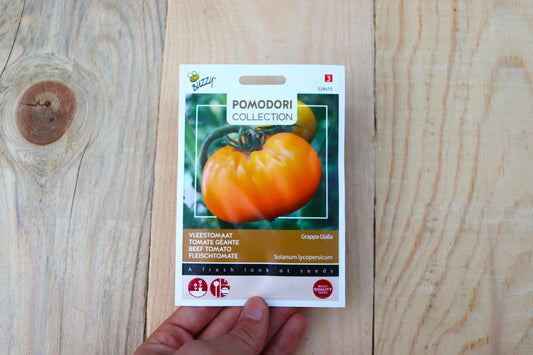 BUZZY
3
028475
POMODORI
COLLECTION
VLEESTOMAAT
TOMATE GÉANTE
BEEF TOMATO
FLEISCHTOMATE
Grappa Gialla
Solanum lycopersicum
A fresh look at seeds
QUALITY